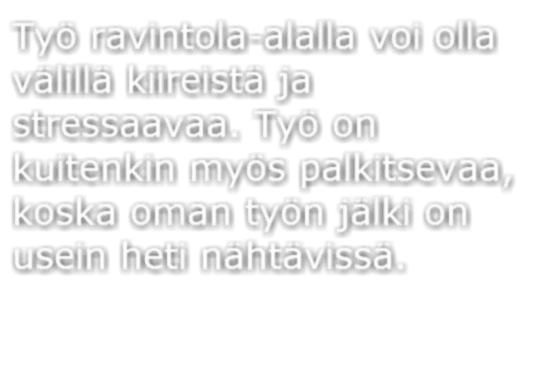 Työ ravintola-alalla voi olla
välillä kiireistä ja
stressaavaa. Työ on
kuitenkin myös palkitsevaa,
koska oman työn jälki on
usein heti nähtävissä.